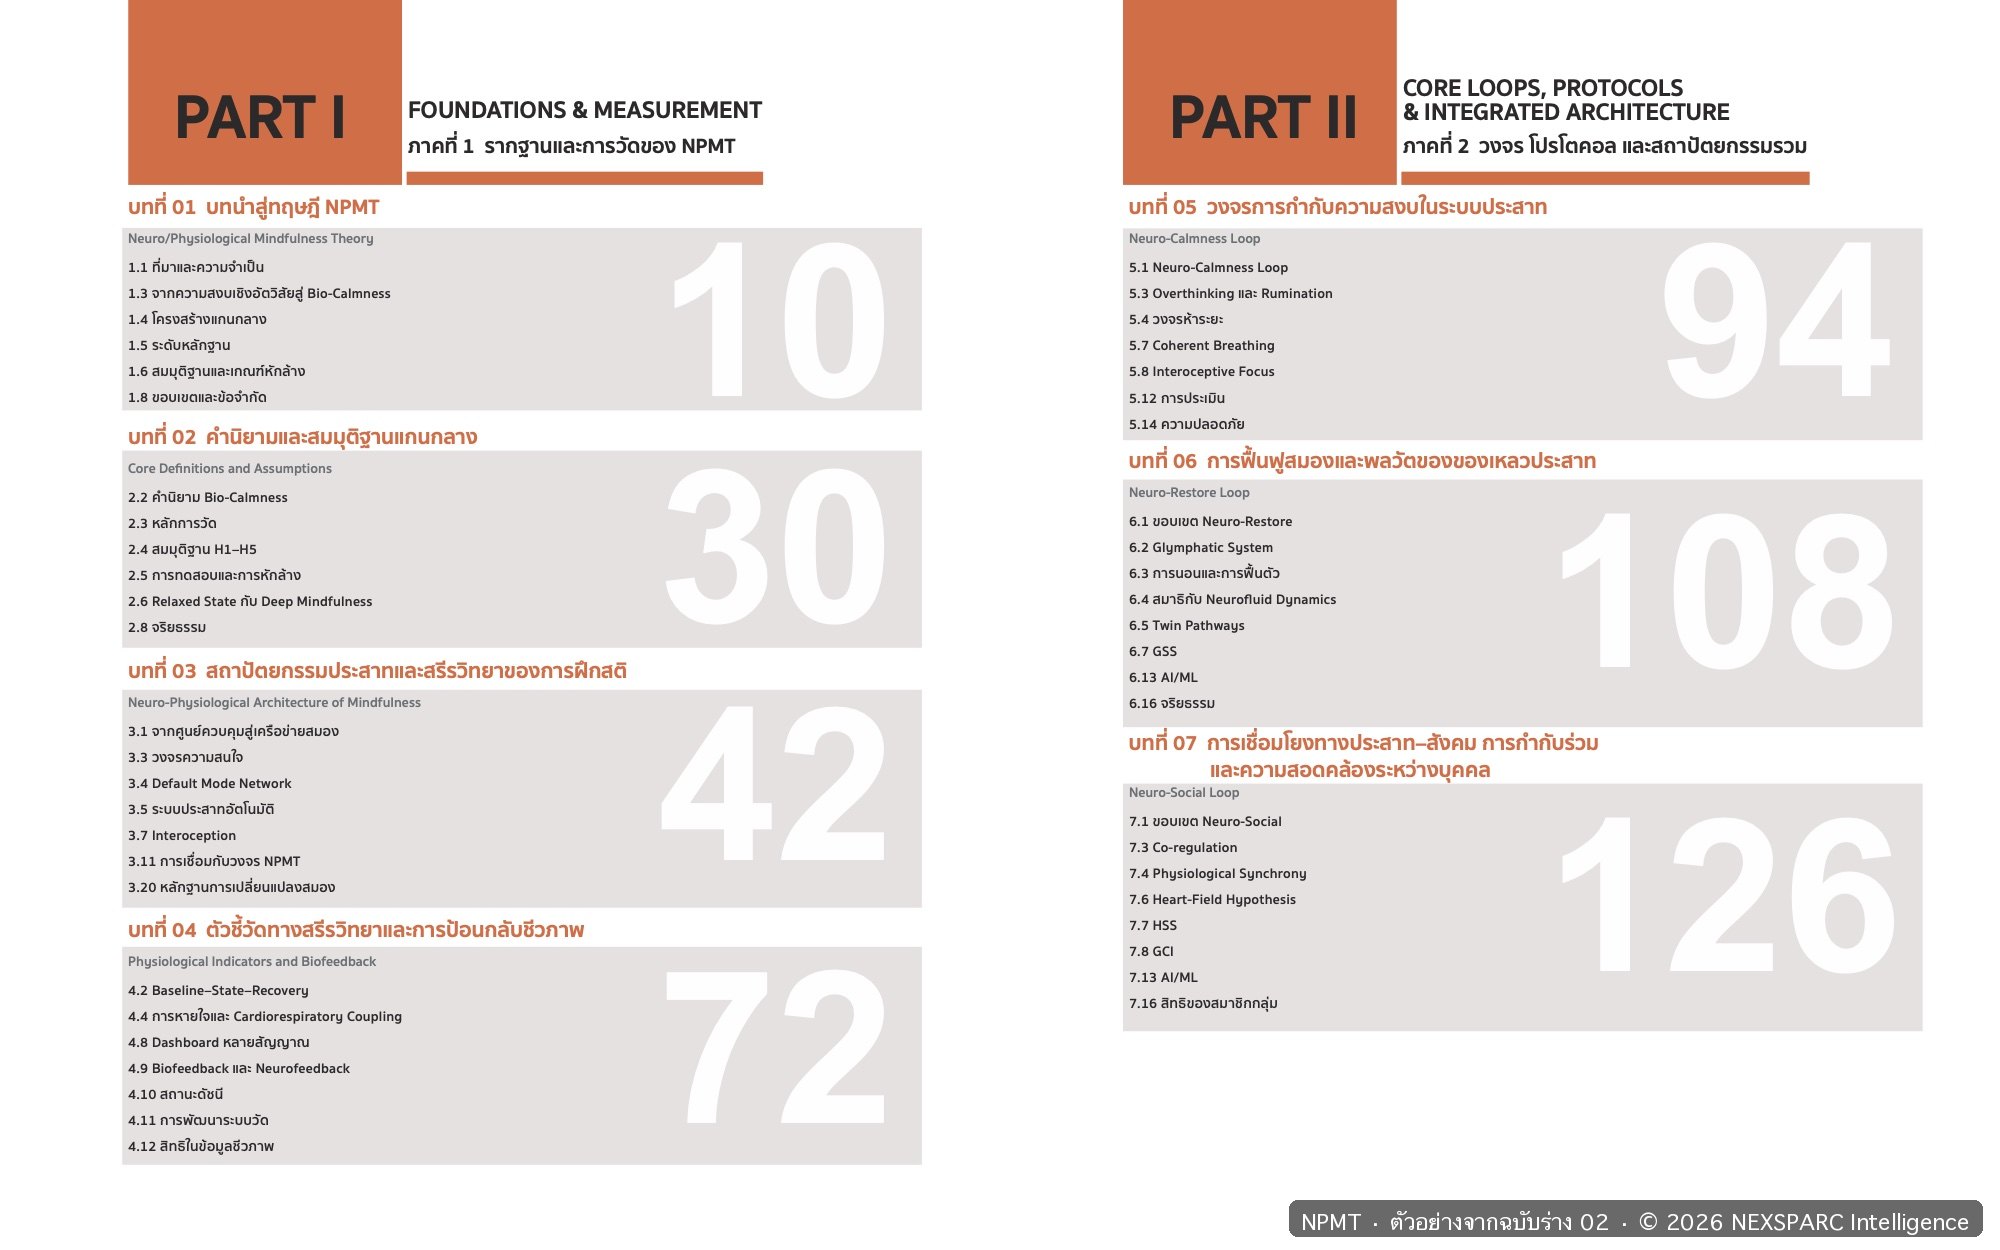 PART I
FOUNDATIONS & MEASUREMENT
ภาคที่ 1 รากฐานและการวัดของ NPMT
บทที่ 01 บทนำสู่ทฤษฎี NPMT
Neuro/Physiological Mindfulness Theory
1.1 ที่มาและความจำเป็น
1.3 จากความสงบเชิงอัตวิสัยสู่ Bio-Calmness
1.4 โครงสร้างแกนกลาง
1.5 ระดับหลักฐาน
1.6 สมมุติฐานและเกณฑ์หักล้าง
1.8 ขอบเขตและข้อจำกัด
10
บทที่ 02 คำนิยามและสมมุติฐานแกนกลาง
Core Definitions and Assumptions
2.2 คำนิยาม Bio-Calmness
2.3 หลักการวัด
2.4 สมมุติฐาน H1–H5
2.5 การทดสอบและการหักล้าง
2.6 Relaxed State กับ Deep Mindfulness
2.8 จริยธรรม
30
บทที่ 03 สถาปัตยกรรมประสาทและสรีรวิทยาของการฝึกสติ
Neuro-Physiological Architecture of Mindfulness
3.1 จากศูนย์ควบคุมสู่เครือข่ายสมอง
3.3 วงจรความสนใจ
3.4 Default Mode Network
3.5 ระบบประสาทอัตโนมัติ
3.7 Interoception
3.11 การเชื่อมกับวงจร NPMT
3.20 หลักฐานการเปลี่ยนแปลงสมอง
42
บทที่ 04 ตัวชี้วัดทางสรีรวิทยาและการป้อนกลับชีวภาพ
Physiological Indicators and Biofeedback
4.2 Baseline–State–Recovery
4.4 การหายใจและ Cardiorespiratory Coupling
4.8 Dashboard หลายสัญญาณ
4.9 Biofeedback และ Neurofeedback
4.10 สถานะดัชนี
4.11 การพัฒนาระบบวัด
4.12 สิทธิในข้อมูลชีวภาพ
72
PART II
CORE LOOPS, PROTOCOLS
& INTEGRATED ARCHITECTURE
ภาคที่ 2 วงจร โปรโตคอล และสถาปัตยกรรมรวม
บทที่ 05 วงจรการกำกับความสงบในระบบประสาท
Neuro-Calmness Loop
5.1 Neuro-Calmness Loop
5.3 Overthinking และ Rumination
5.4 วงจรห้าระยะ
5.7 Coherent Breathing
5.8 Interoceptive Focus
5.12 การประเมิน
5.14 ความปลอดภัย
94
บทที่ 06 การฟื้นฟูสมองและพลวัตของของเหลวประสาท
Neuro-Restore Loop
6.1 ขอบเขต Neuro-Restore
6.2 Glymphatic System
6.3 การนอนและการฟื้นตัว
6.4 สมาธิกับ Neurofluid Dynamics
6.5 Twin Pathways
6.7 GSS
6.13 AI/ML
6.16 จริยธรรม
108
บทที่ 07 การเชื่อมโยงทางประสาท–สังคม การกำกับร่วม
และความสอดคล้องระหว่างบุคคล
Neuro-Social Loop
7.1 ขอบเขต Neuro-Social
7.3 Co-regulation
7.4 Physiological Synchrony
7.6 Heart-Field Hypothesis
7.7 HSS
7.8 GCI
7.13 AI/ML
7.16 สิทธิของสมาชิกกลุ่ม
126
NPMT · ตัวอย่างจากฉบับร่าง 02 · © 2026 NEXSPARC Intelligence